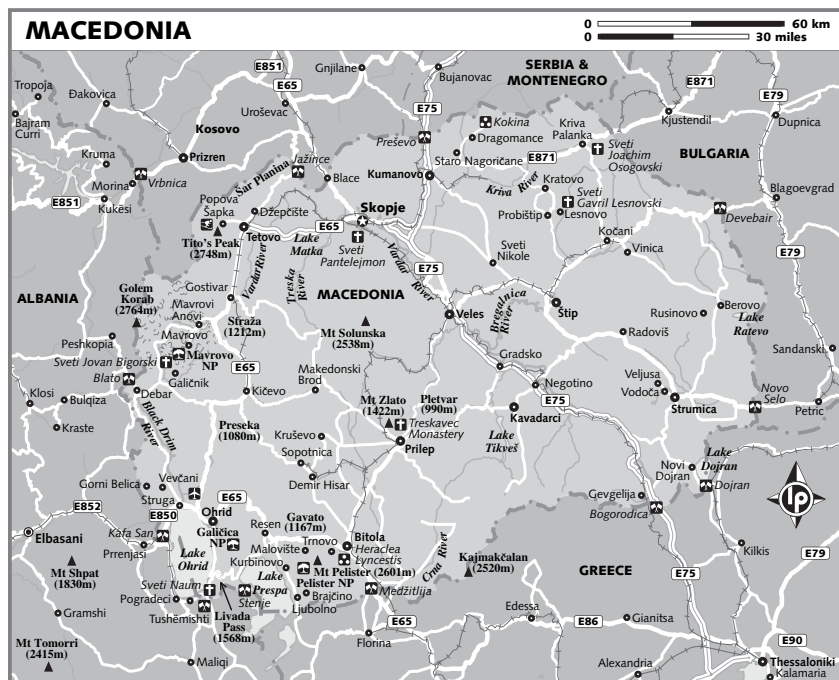 MACEDONIA
0 60 km
0 30 miles
SERBIA &
MONTENEGRO
E851
E65
Gnjilane
Bujanovac
E871
E79
Tropoja
Đakovica
Uroševac
E75
Kokina
Kriva
Palanka
Kjustendil
Dupnica
Bajram
Curri
Kosovo
Prizren
Preševo
Dragomance
Staro Nagoričane
E871
Sveti
Joachim
Osogovski
BULGARIA
Kruma
Jažince
Šar Planina
Blace
Kumanovo
Kriva
River
Kratovo
Sveti
Gavril Lesnovski
Morina
Vrbnica
E851
Kukësi
Popova
Šapka
Džepčište
Skopje
E65
Probištip
Lesnovo
Blagoevgrad
Devebair
Tito's Peak
(2748m)
Tetovo
Lake
Matka
Sveti
Pantelejmon
Vardar
River
Kočani
Vinica
Sveti
Nikole
E75
E79
Vardar River
Treska
River
ALBANIA
Golem
Korab
(2764m)
Gostivar
MACEDONIA
Mavrovi
Anovi
Straža
(1212m)
Mt Solunska
(2538m)
Veles
Bregalnica
River
Štip
Rusinovo
Berovo
Lake
Ratevo
Peshkopia
Mavrovo
Radoviš
Sandanski
Sveti Jovan Bigorski
Mavrovo
NP
Blato
Galičnik
E65
Makedonski
Brod
Gradsko
Negotino
Veljusa
Vodoča
Novo
Selo
Klosi
Bulqiza
Debar
Kičevo
Mt Zlato
(1422m)
Pletvar
(990m)
E75
Strumica
Petric
Kraste
Black Drim
River
Preseka
(1080m)
Kruševo
Treskavec
Monastery
Prilep
Kavadarci
Lake
Tikveš
Sopotnica
Novi
Dojran
Lake
Dojran
Dojran
Gorni Belica
Vevčani
Demir Hisar
Gevgelija
Struga
E65
Bogorodica
lp
E852
E850
Ohrid
Gavato
(1167m)
Elbasani
Kafa San
Galičica
NP
Resen
Trnovo
Bitola
Prrenjasi
Malovište
Heraclea
Lyncestis
Crna River
Kajmakčalan
(2520m)
Kilkis
E79
Mt Shpat
(1830m)
Lake
Ohrid
Kurbinovo
Mt Pelister (2601m)
Pelister NP
GREECE
E75
Sveti Naum
Lake
Prespa
Medžitlija
Pogradeci
Stenje
Brajčino
Ljubolno
Gramshi
Tushëmishti
Livada
Pass
(1568m)
E65
Edessa
E86
Gianitsa
Mt Tomorri
(2415m)
Maliqi
Florina
E90
Thessaloniki
Alexandria
Kalamaria